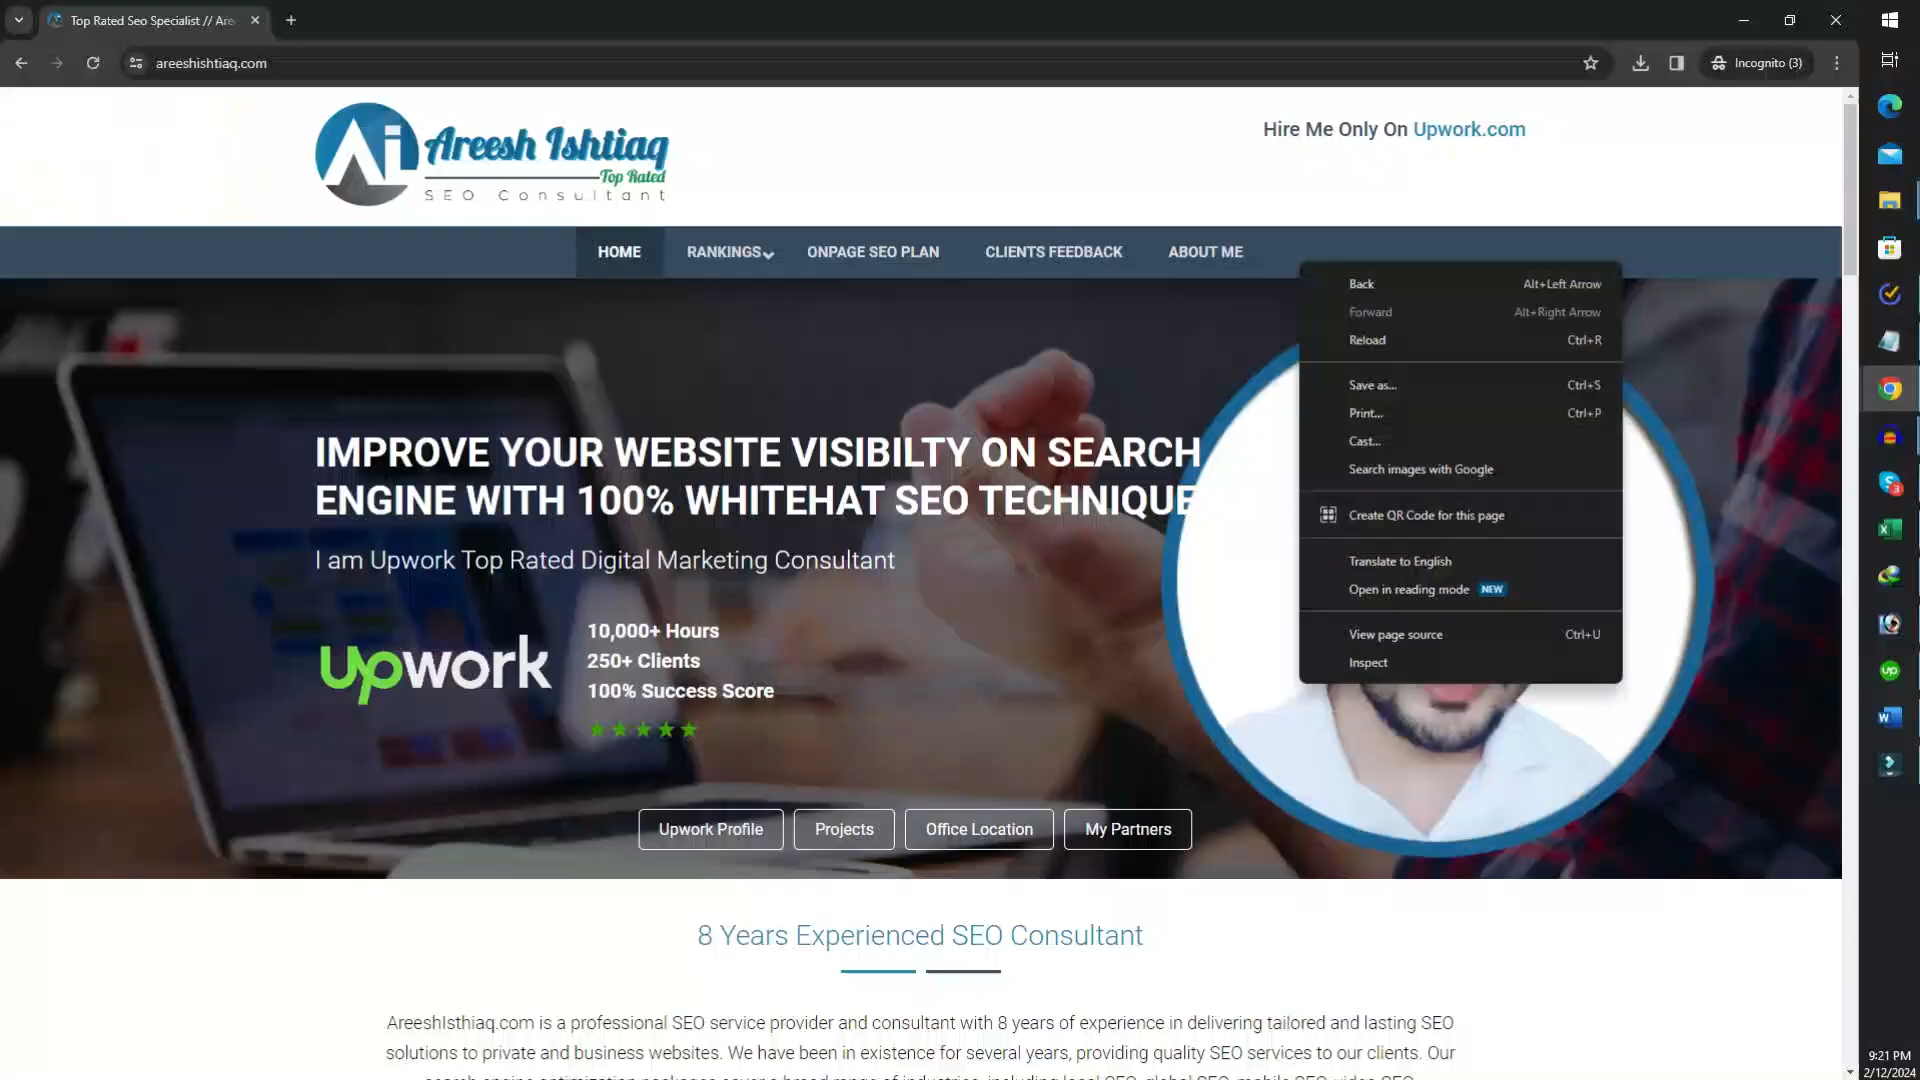 Top Rated Seo Specialist // Are
areeshishtiaq.com
Incognito (3)
Ai Areesh Ishtiaq
Top Rated
SEO Consultant
Hire Me Only On Upwork.com
HOME RANKINGS ONPAGE SEO PLAN CLIENTS FEEDBACK ABOUT ME
Back Alt+Left Arrow
Forward Alt+Right Arrow
Reload Ctrl+R
Save as... Ctrl+S
Print... Ctrl+P
Cast...
Search images with Google
Create QR Code for this page
Translate to English
Open in reading mode NEW
View page source Ctrl+U
Inspect
IMPROVE YOUR WEBSITE VISIBILTY ON SEARCH
ENGINE WITH 100% WHITEHAT SEO TECHNIQUE
I am Upwork Top Rated Digital Marketing Consultant
upwork
10,000+ Hours
250+ Clients
100% Success Score
Upwork Profile Projects Office Location My Partners
8 Years Experienced SEO Consultant
AreeshIsthiaq.com is a professional SEO service provider and consultant with 8 years of experience in delivering tailored and lasting SEO
solutions to private and business websites. We have been in existence for several years, providing quality SEO services to our clients. Our
9:21 PM
2/12/2024